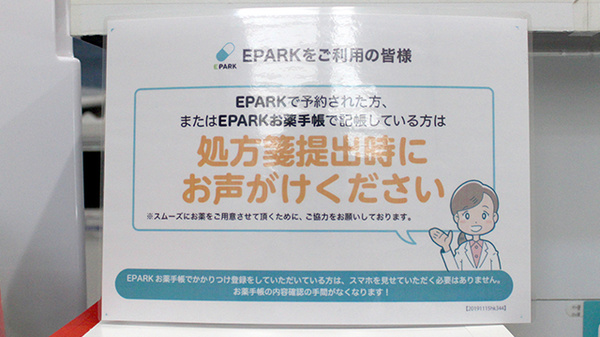 EPARK
EPARKをご利用の皆様
EPARKで予約された方、
またはEPARKお薬手帳で記帳している方は
処方箋提出時に
お声がけください
※スムーズにお薬をご用意させて頂くために、ご協力をお願いしております。
EPARKお薬手帳でかかりつけ登録をしていただいている方は、スマホを見せていただく必要はありません。
お薬手帳の内容確認の手間がなくなります！